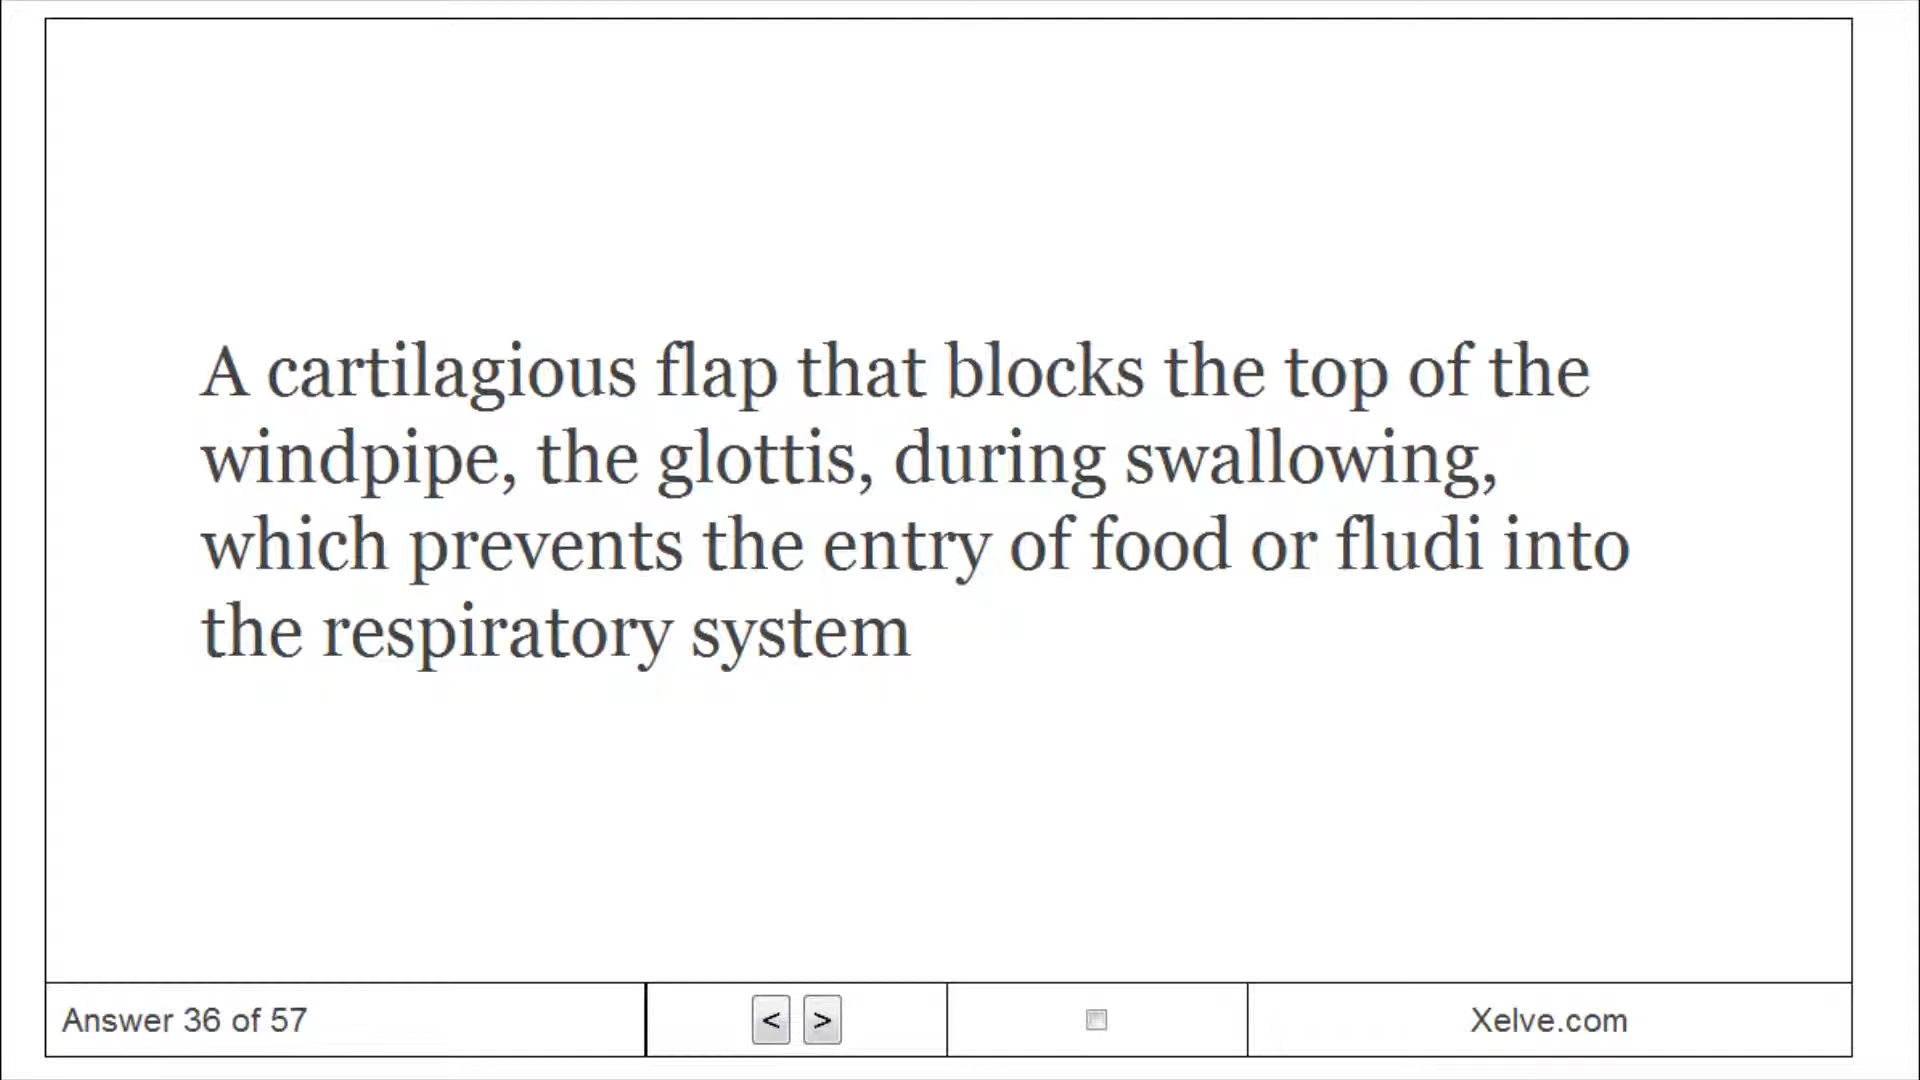 A cartilagious flap that blocks the top of the
windpipe, the glottis, during swallowing,
which prevents the entry of food or fludi into
the respiratory system
Answer 36 of 57
< >
Xelve.com